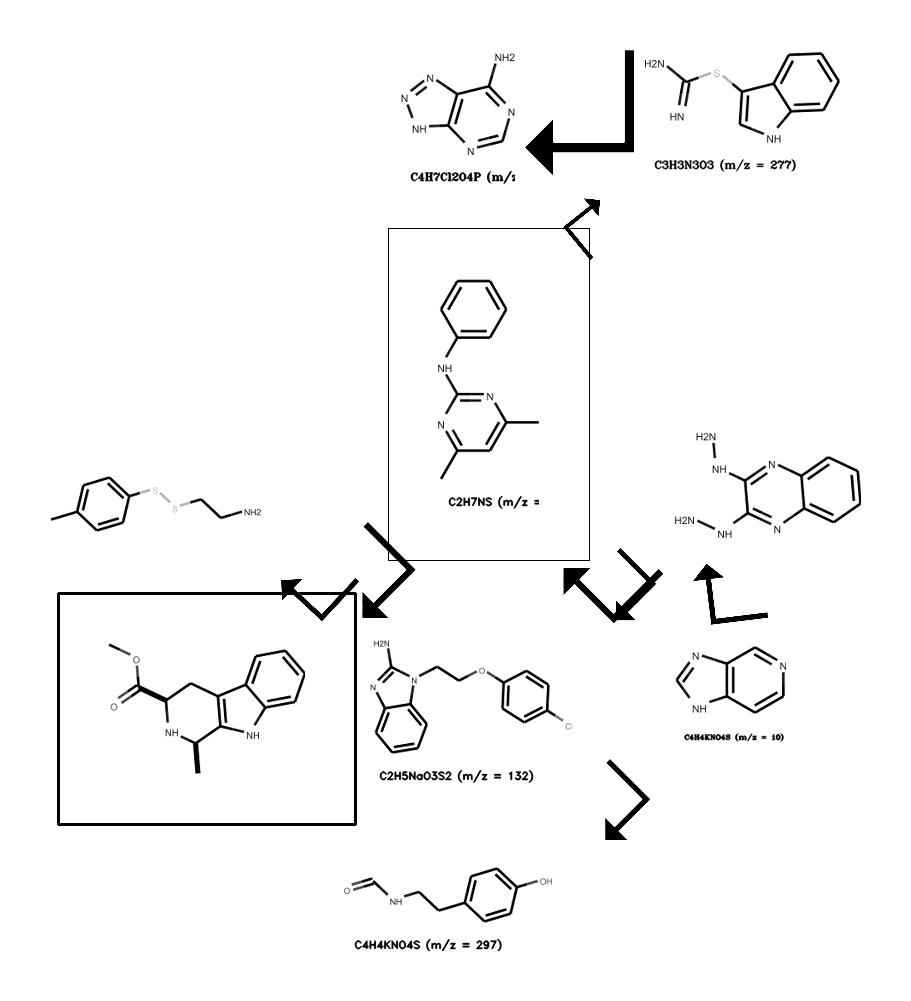 NH2
N
N
N
NH
N
C4H7Cl2O4P (m/z
H2N
S
HN
NH
C3H3N3O3 (m/z = 277)
NH
N
N
C2H7NS (m/z =
S
S
NH2
H2N
NH
N
H2N
NH
N
O
O
NH
NH
H2N
N
N
O
Cl
C2H5NaO3S2 (m/z = 132)
N
N
NH
C4H4KNO4S (m/z = 10)
O
NH
OH
C4H4KNO4S (m/z = 297)